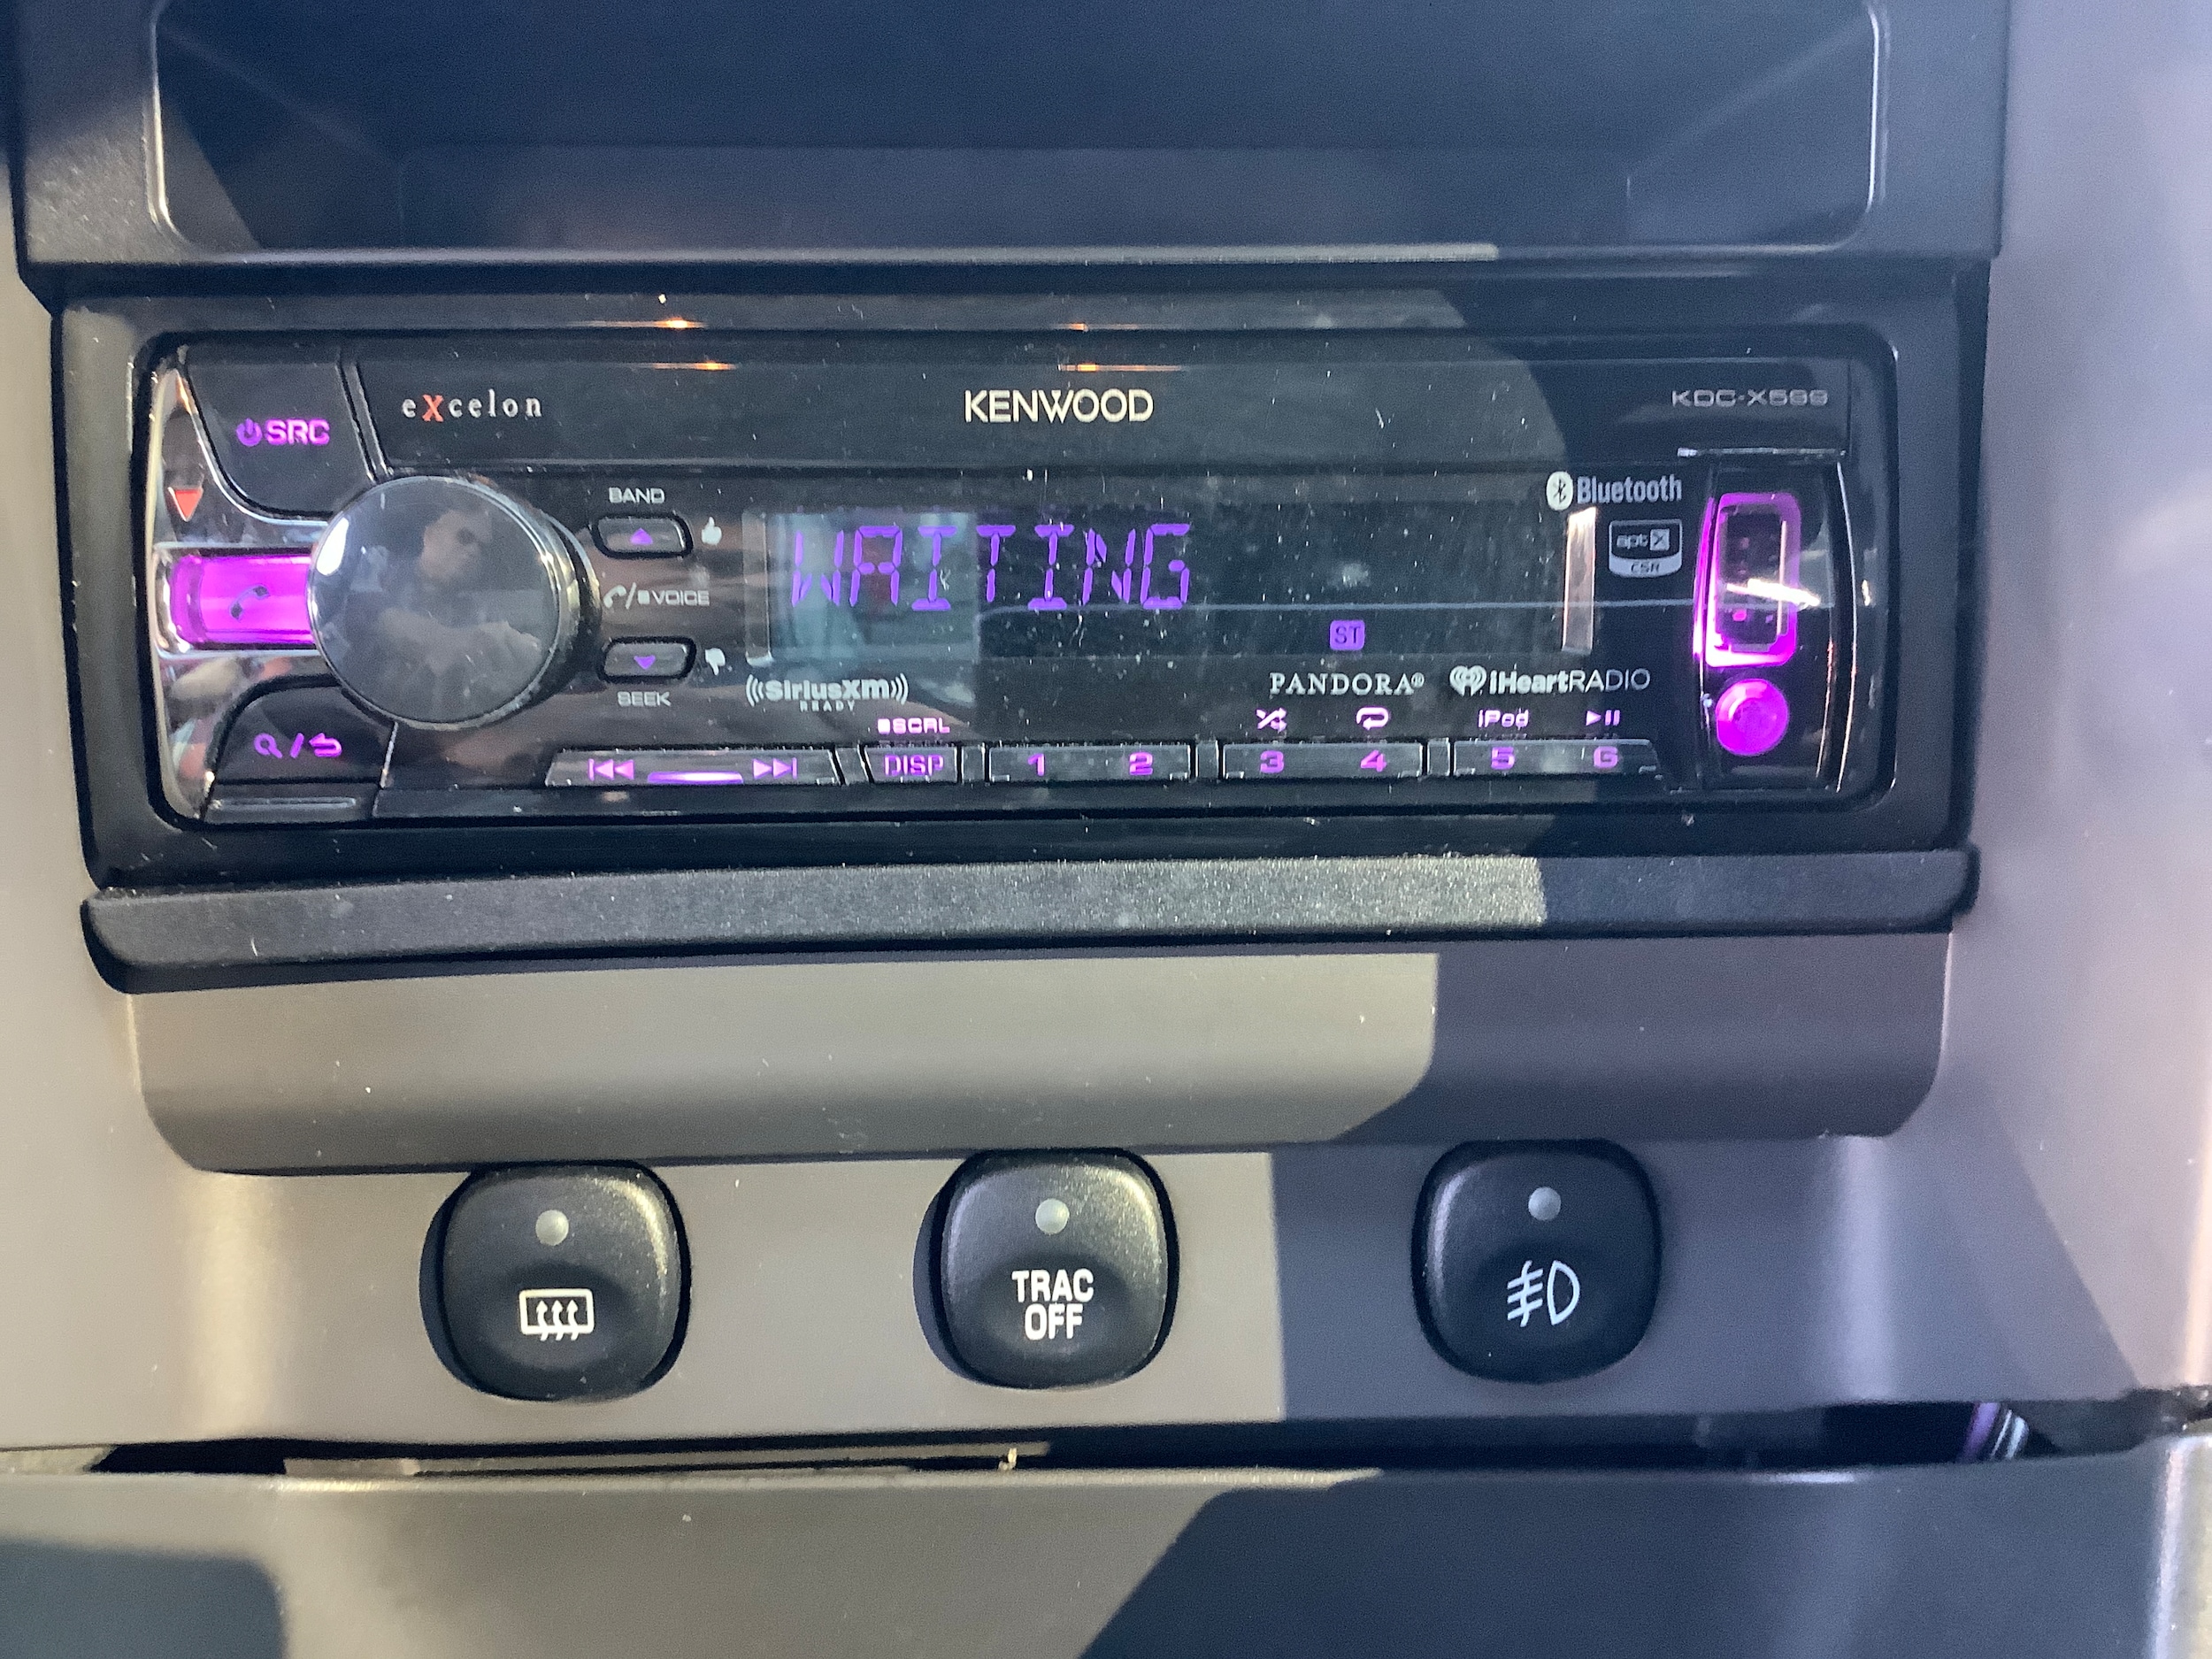 eXcelon
KENWOOD
KDC-X599
SRC
BAND
Bluetooth
WAITING
aptX
CSR
VOICE
ST
SEEK
((SiriusXM))
READY
PANDORA®
iHeartRADIO
SCRL
iPod
DISP
1
2
3
4
5
6
TRAC
OFF